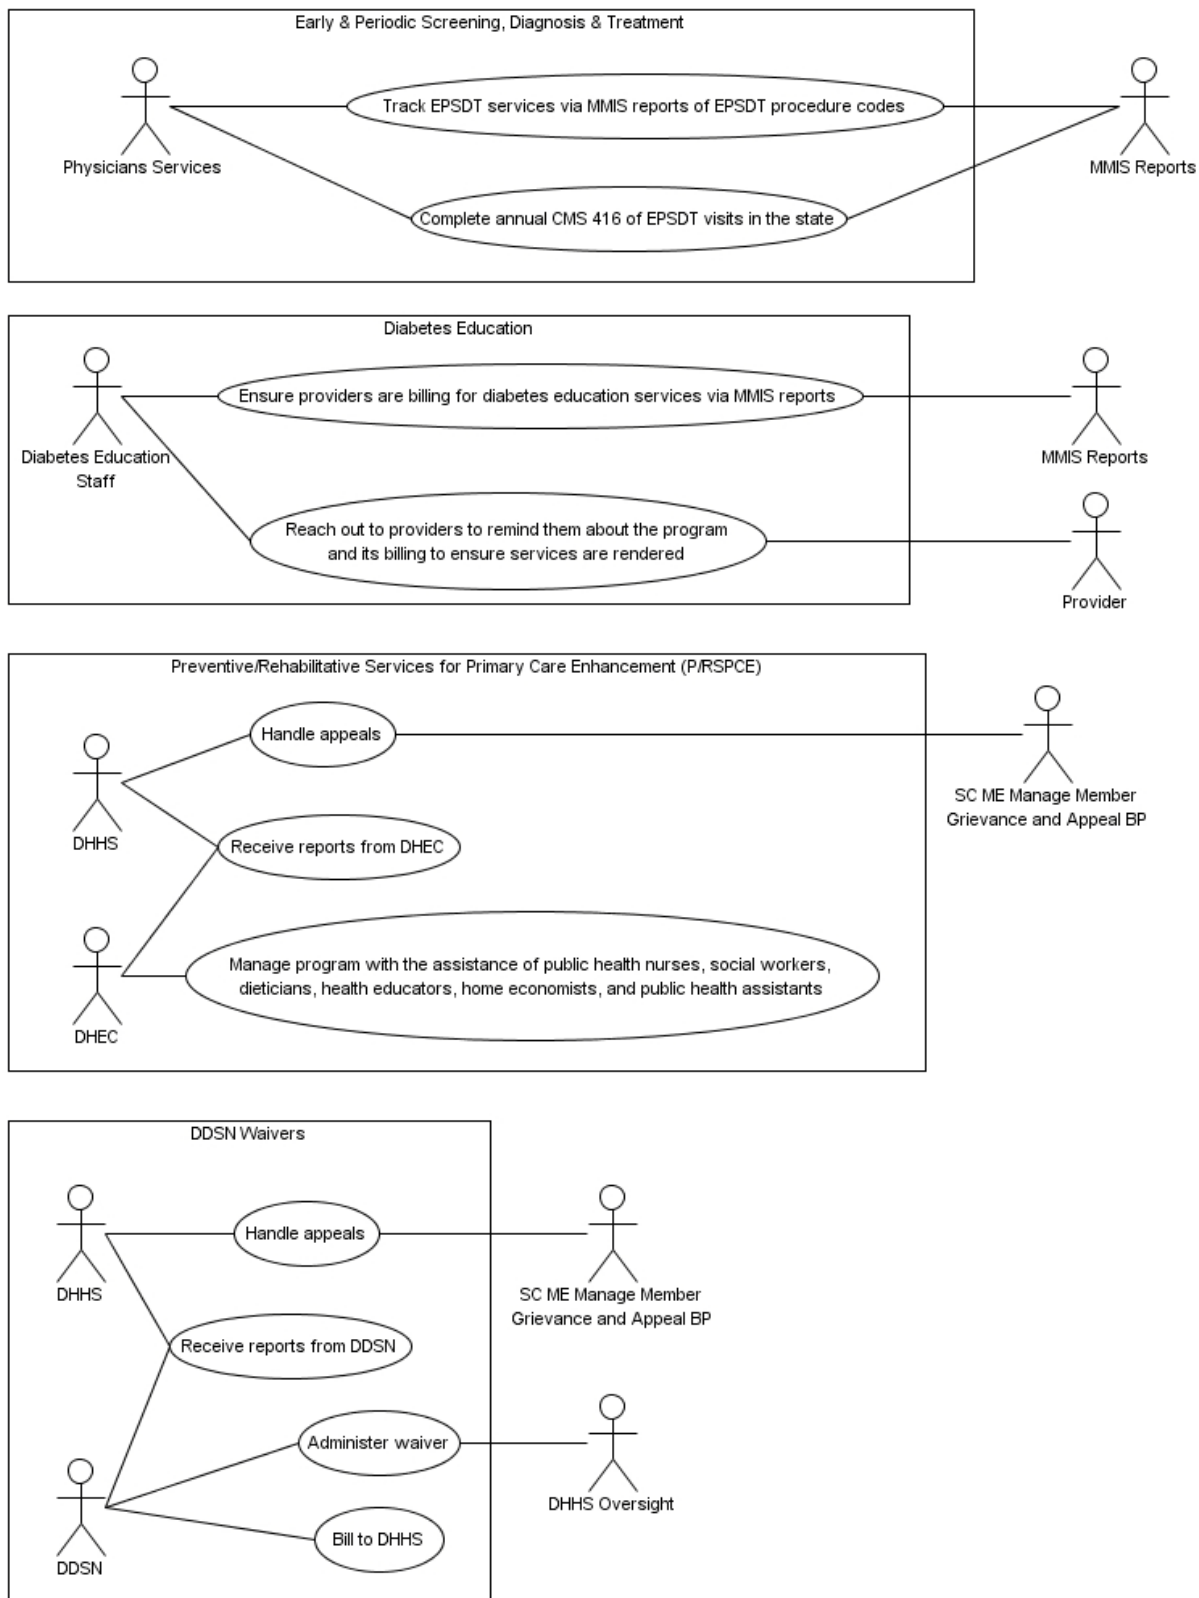 Early & Periodic Screening, Diagnosis & Treatment
Track EPSDT services via MMIS reports of EPSDT procedure codes
Physicians Services
MMIS Reports
Complete annual CMS 416 of EPSDT visits in the state
Diabetes Education
Ensure providers are billing for diabetes education services via MMIS reports
Diabetes Education
Staff
MMIS Reports
Reach out to providers to remind them about the program
and its billing to ensure services are rendered
Provider
Preventive/Rehabilitative Services for Primary Care Enhancement (P/RSPCE)
Handle appeals
SC ME Manage Member
Grievance and Appeal BP
DHHS
Receive reports from DHEC
Manage program with the assistance of public health nurses, social workers,
dieticians, health educators, home economists, and public health assistants
DHEC
DDSN Waivers
Handle appeals
DHHS
SC ME Manage Member
Grievance and Appeal BP
Receive reports from DDSN
Administer waiver
DHHS Oversight
Bill to DHHS
DDSN